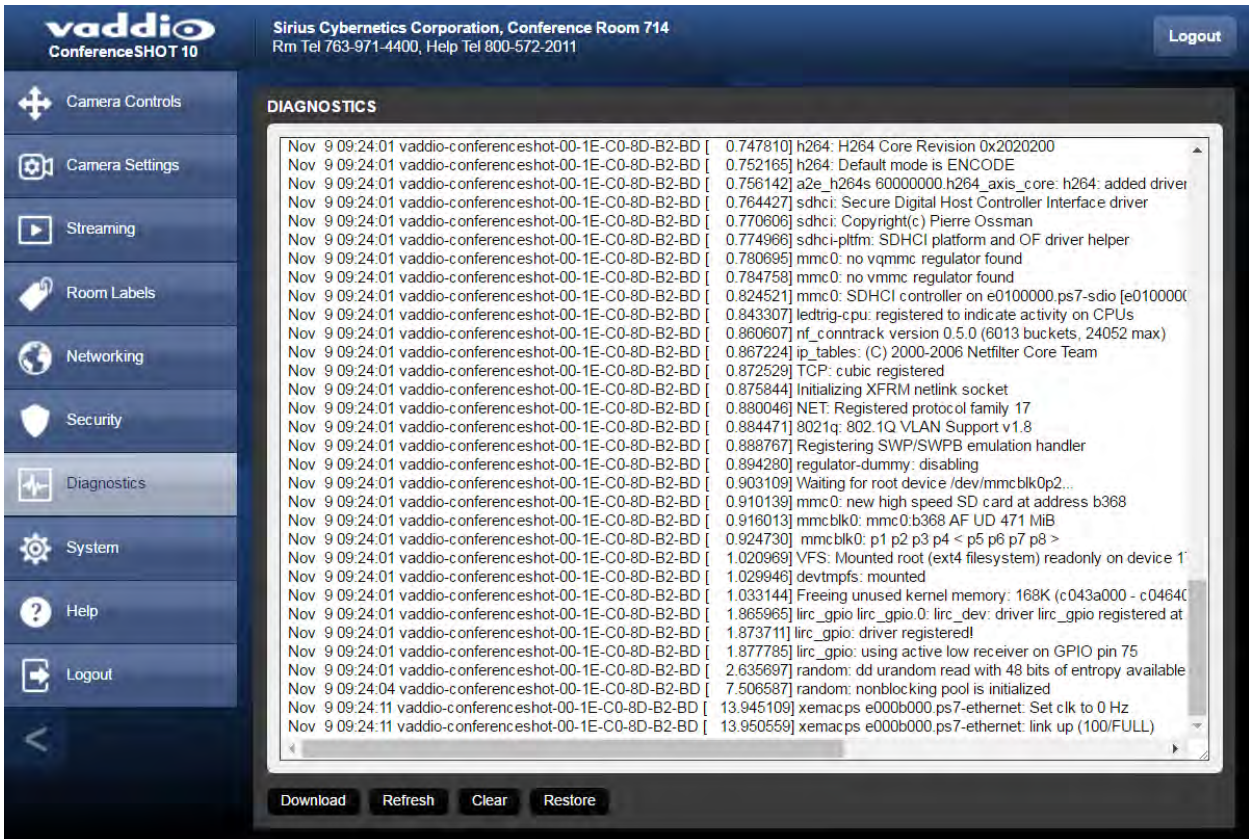 vaddio
ConferenceSHOT 10
Sirius Cybernetics Corporation, Conference Room 714
Rm Tel 763-971-4400, Help Tel 800-572-2011
Logout
Camera Controls
Camera Settings
Streaming
Room Labels
Networking
Security
Diagnostics
System
Help
Logout
<
DIAGNOSTICS
Nov 9 09:24:01 vaddio-conferenceshot-00-1E-C0-8D-B2-BD [ 0.747810] h264: H264 Core Revision 0x2020200
Nov 9 09:24:01 vaddio-conferenceshot-00-1E-C0-8D-B2-BD [ 0.752165] h264: Default mode is ENCODE
Nov 9 09:24:01 vaddio-conferenceshot-00-1E-C0-8D-B2-BD [ 0.756142] a2e_h264s 60000000.h264_axis_core: h264: added driver
Nov 9 09:24:01 vaddio-conferenceshot-00-1E-C0-8D-B2-BD [ 0.764427] sdhci: Secure Digital Host Controller Interface driver
Nov 9 09:24:01 vaddio-conferenceshot-00-1E-C0-8D-B2-BD [ 0.770606] sdhci: Copyright(c) Pierre Ossman
Nov 9 09:24:01 vaddio-conferenceshot-00-1E-C0-8D-B2-BD [ 0.774966] sdhci-pltfm: SDHCI platform and OF driver helper
Nov 9 09:24:01 vaddio-conferenceshot-00-1E-C0-8D-B2-BD [ 0.780695] mmc0: no vqmmc regulator found
Nov 9 09:24:01 vaddio-conferenceshot-00-1E-C0-8D-B2-BD [ 0.784758] mmc0: no vmmc regulator found
Nov 9 09:24:01 vaddio-conferenceshot-00-1E-C0-8D-B2-BD [ 0.824521] mmc0: SDHCI controller on e0100000.ps7-sdio [e0100000
Nov 9 09:24:01 vaddio-conferenceshot-00-1E-C0-8D-B2-BD [ 0.843307] ledtrig-cpu: registered to indicate activity on CPUs
Nov 9 09:24:01 vaddio-conferenceshot-00-1E-C0-8D-B2-BD [ 0.860607] nf_conntrack version 0.5.0 (6013 buckets, 24052 max)
Nov 9 09:24:01 vaddio-conferenceshot-00-1E-C0-8D-B2-BD [ 0.867224] ip_tables: (C) 2000-2006 Netfilter Core Team
Nov 9 09:24:01 vaddio-conferenceshot-00-1E-C0-8D-B2-BD [ 0.872529] TCP: cubic registered
Nov 9 09:24:01 vaddio-conferenceshot-00-1E-C0-8D-B2-BD [ 0.875844] Initializing XFRM netlink socket
Nov 9 09:24:01 vaddio-conferenceshot-00-1E-C0-8D-B2-BD [ 0.880046] NET: Registered protocol family 17
Nov 9 09:24:01 vaddio-conferenceshot-00-1E-C0-8D-B2-BD [ 0.884471] 8021q: 802.1Q VLAN Support v1.8
Nov 9 09:24:01 vaddio-conferenceshot-00-1E-C0-8D-B2-BD [ 0.888767] Registering SWP/SWPB emulation handler
Nov 9 09:24:01 vaddio-conferenceshot-00-1E-C0-8D-B2-BD [ 0.894280] regulator-dummy: disabling
Nov 9 09:24:01 vaddio-conferenceshot-00-1E-C0-8D-B2-BD [ 0.903109] Waiting for root device /dev/mmcblk0p2...
Nov 9 09:24:01 vaddio-conferenceshot-00-1E-C0-8D-B2-BD [ 0.910139] mmc0: new high speed SD card at address b368
Nov 9 09:24:01 vaddio-conferenceshot-00-1E-C0-8D-B2-BD [ 0.916013] mmcblk0: mmc0:b368 AF UD 471 MiB
Nov 9 09:24:01 vaddio-conferenceshot-00-1E-C0-8D-B2-BD [ 0.924730] mmcblk0: p1 p2 p3 p4 < p5 p6 p7 p8 >
Nov 9 09:24:01 vaddio-conferenceshot-00-1E-C0-8D-B2-BD [ 1.020969] VFS: Mounted root (ext4 filesystem) readonly on device 1
Nov 9 09:24:01 vaddio-conferenceshot-00-1E-C0-8D-B2-BD [ 1.029946] devtmpfs: mounted
Nov 9 09:24:01 vaddio-conferenceshot-00-1E-C0-8D-B2-BD [ 1.033144] Freeing unused kernel memory: 168K (c043a000 - c04640
Nov 9 09:24:01 vaddio-conferenceshot-00-1E-C0-8D-B2-BD [ 1.865965] lirc_gpio lirc_gpio.0: lirc_dev: driver lirc_gpio registered at
Nov 9 09:24:01 vaddio-conferenceshot-00-1E-C0-8D-B2-BD [ 1.873711] lirc_gpio: driver registered!
Nov 9 09:24:01 vaddio-conferenceshot-00-1E-C0-8D-B2-BD [ 1.877785] lirc_gpio: using active low receiver on GPIO pin 75
Nov 9 09:24:01 vaddio-conferenceshot-00-1E-C0-8D-B2-BD [ 2.635697] random: dd urandom read with 48 bits of entropy available
Nov 9 09:24:04 vaddio-conferenceshot-00-1E-C0-8D-B2-BD [ 7.506587] random: nonblocking pool is initialized
Nov 9 09:24:11 vaddio-conferenceshot-00-1E-C0-8D-B2-BD [ 13.945109] xemacps e000b000.ps7-ethernet: Set clk to 0 Hz
Nov 9 09:24:11 vaddio-conferenceshot-00-1E-C0-8D-B2-BD [ 13.950559] xemacps e000b000.ps7-ethernet: link up (100/FULL)
Download
Refresh
Clear
Restore